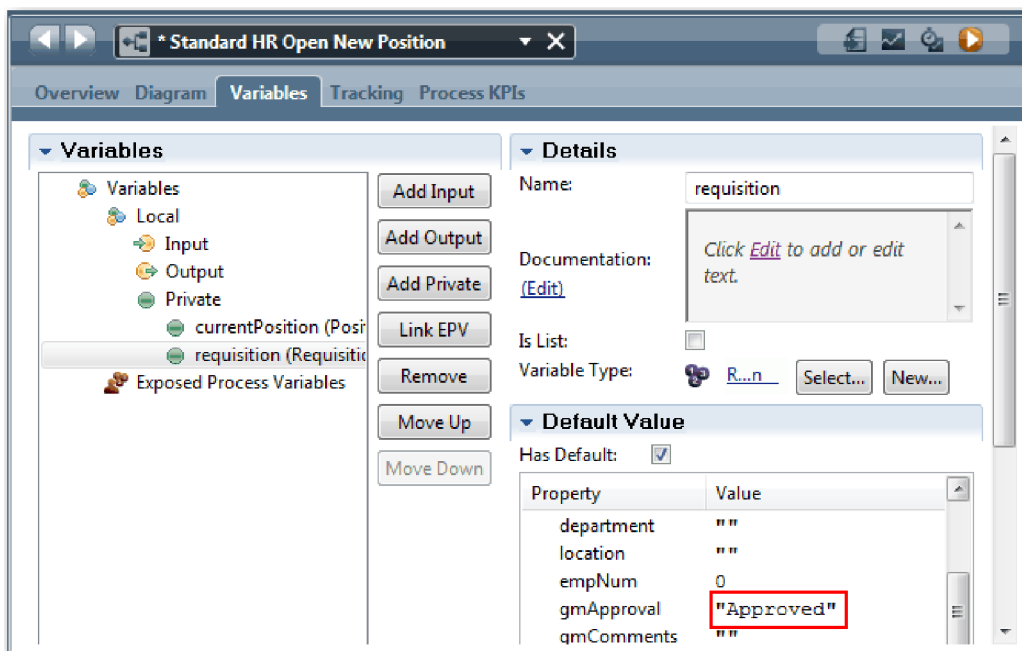 * Standard HR Open New Position
Overview Diagram Variables Tracking Process KPIs
Variables
Variables
Local
Input
Output
Private
currentPosition (Posi
requisition (Requisitic
Exposed Process Variables
Add Input
Add Output
Add Private
Link EPV
Remove
Move Up
Move Down
Details
Name: requisition
Documentation:
(Edit)
Click Edit to add or edit
text.
Is List:
Variable Type: R...n Select... New...
Default Value
Has Default:
Property Value
department ""
location ""
empNum 0
gmApproval "Approved"
gmComments ""